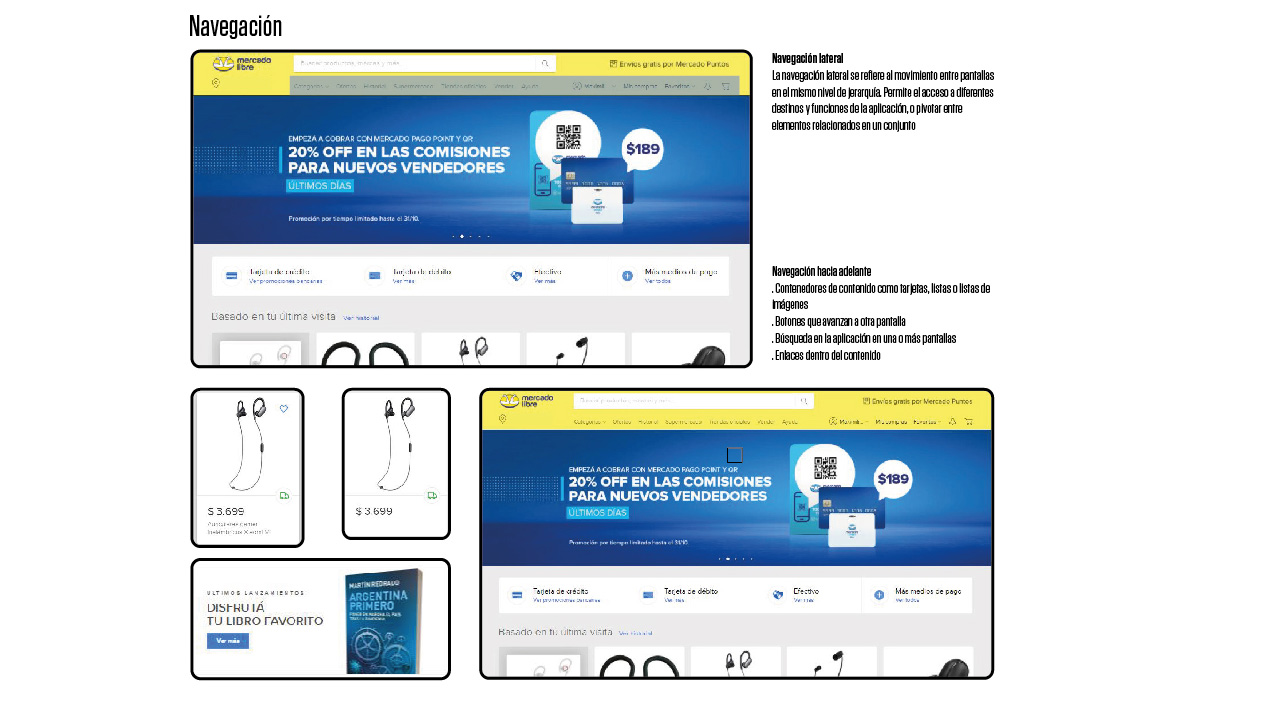 Navegación
mercado
libre
Buscar productos, marcas y más...
Envíos gratis por Mercado Puntos
Categorías Ofertas Historial Supermercado Tiendas oficiales Vender Ayuda
Mis compras Favoritos
EMPEZÁ A COBRAR CON MERCADO PAGO POINT Y QR
20% OFF EN LAS COMISIONES
PARA NUEVOS VENDEDORES
ÚLTIMOS DÍAS
$189
Promoción por tiempo limitado hasta el 31/10.
Tarjeta de crédito
Ver promociones bancarias
Tarjeta de débito
Ver más
Efectivo
Ver más
Más medios de pago
Ver todos
Basado en tu última visita Ver historial
Navegación lateral
La navegación lateral se refiere al movimiento entre pantallas
en el mismo nivel de jerarquía. Permite el acceso a diferentes
destinos y funciones de la aplicación, o pivotar entre
elementos relacionados en un conjunto
Navegación hacia adelante
. Contenedores de contenido como tarjetas, listas o listas de
imágenes
. Botones que avanzan a otra pantalla
. Búsqueda en la aplicación en una o más pantallas
. Enlaces dentro del contenido
$ 3.699
$ 3.699
ULTIMOS LANZAMIENTOS
DISFRUTÁ
TU LIBRO FAVORITO
Ver más
MARTÍN REDRADO
ARGENTINA
PRIMERO
mercado
libre
Buscar productos, marcas y más...
Envíos gratis por Mercado Puntos
Categorías Ofertas Historial Supermercado Tiendas oficiales Vender Ayuda
Mis compras Favoritos
EMPEZÁ A COBRAR CON MERCADO PAGO POINT Y QR
20% OFF EN LAS COMISIONES
PARA NUEVOS VENDEDORES
ÚLTIMOS DÍAS
$189
Promoción por tiempo limitado hasta el 31/10.
Tarjeta de crédito
Ver promociones bancarias
Tarjeta de débito
Ver más
Efectivo
Ver más
Más medios de pago
Ver todos
Basado en tu última visita Ver historial